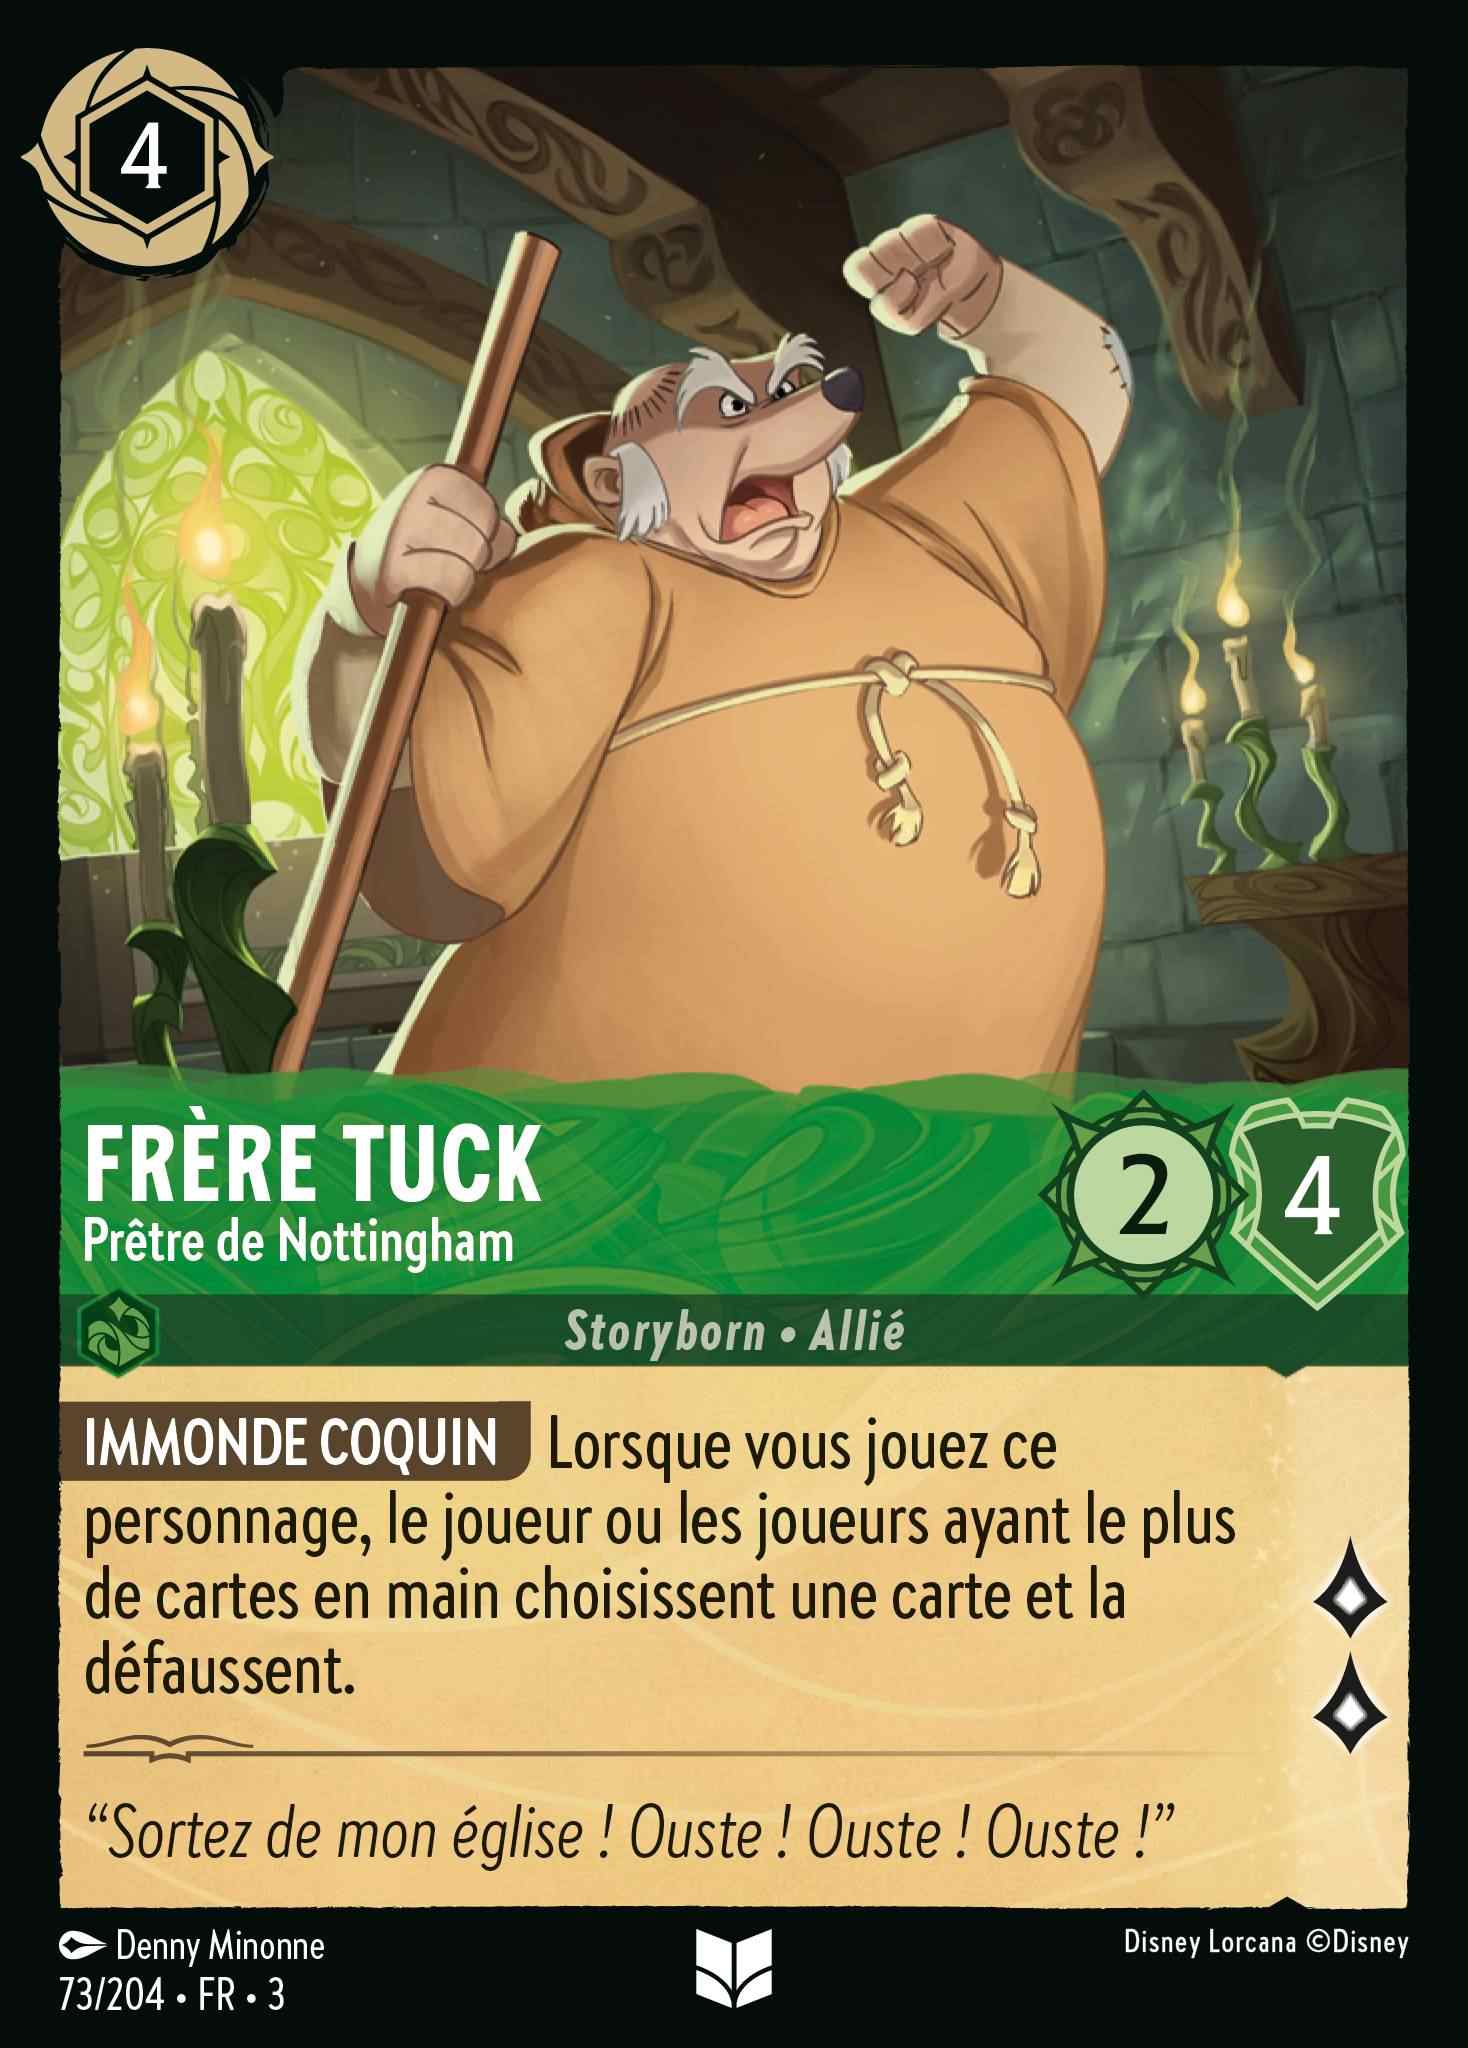 4
FRÈRE TUCK
Prêtre de Nottingham
2
4
Storyborn • Allié
IMMONDE COQUIN Lorsque vous jouez ce
personnage, le joueur ou les joueurs ayant le plus
de cartes en main choisissent une carte et la
défaussent.
“Sortez de mon église ! Ouste ! Ouste ! Ouste !”
Denny Minonne
73/204 • FR • 3
Disney Lorcana ©Disney